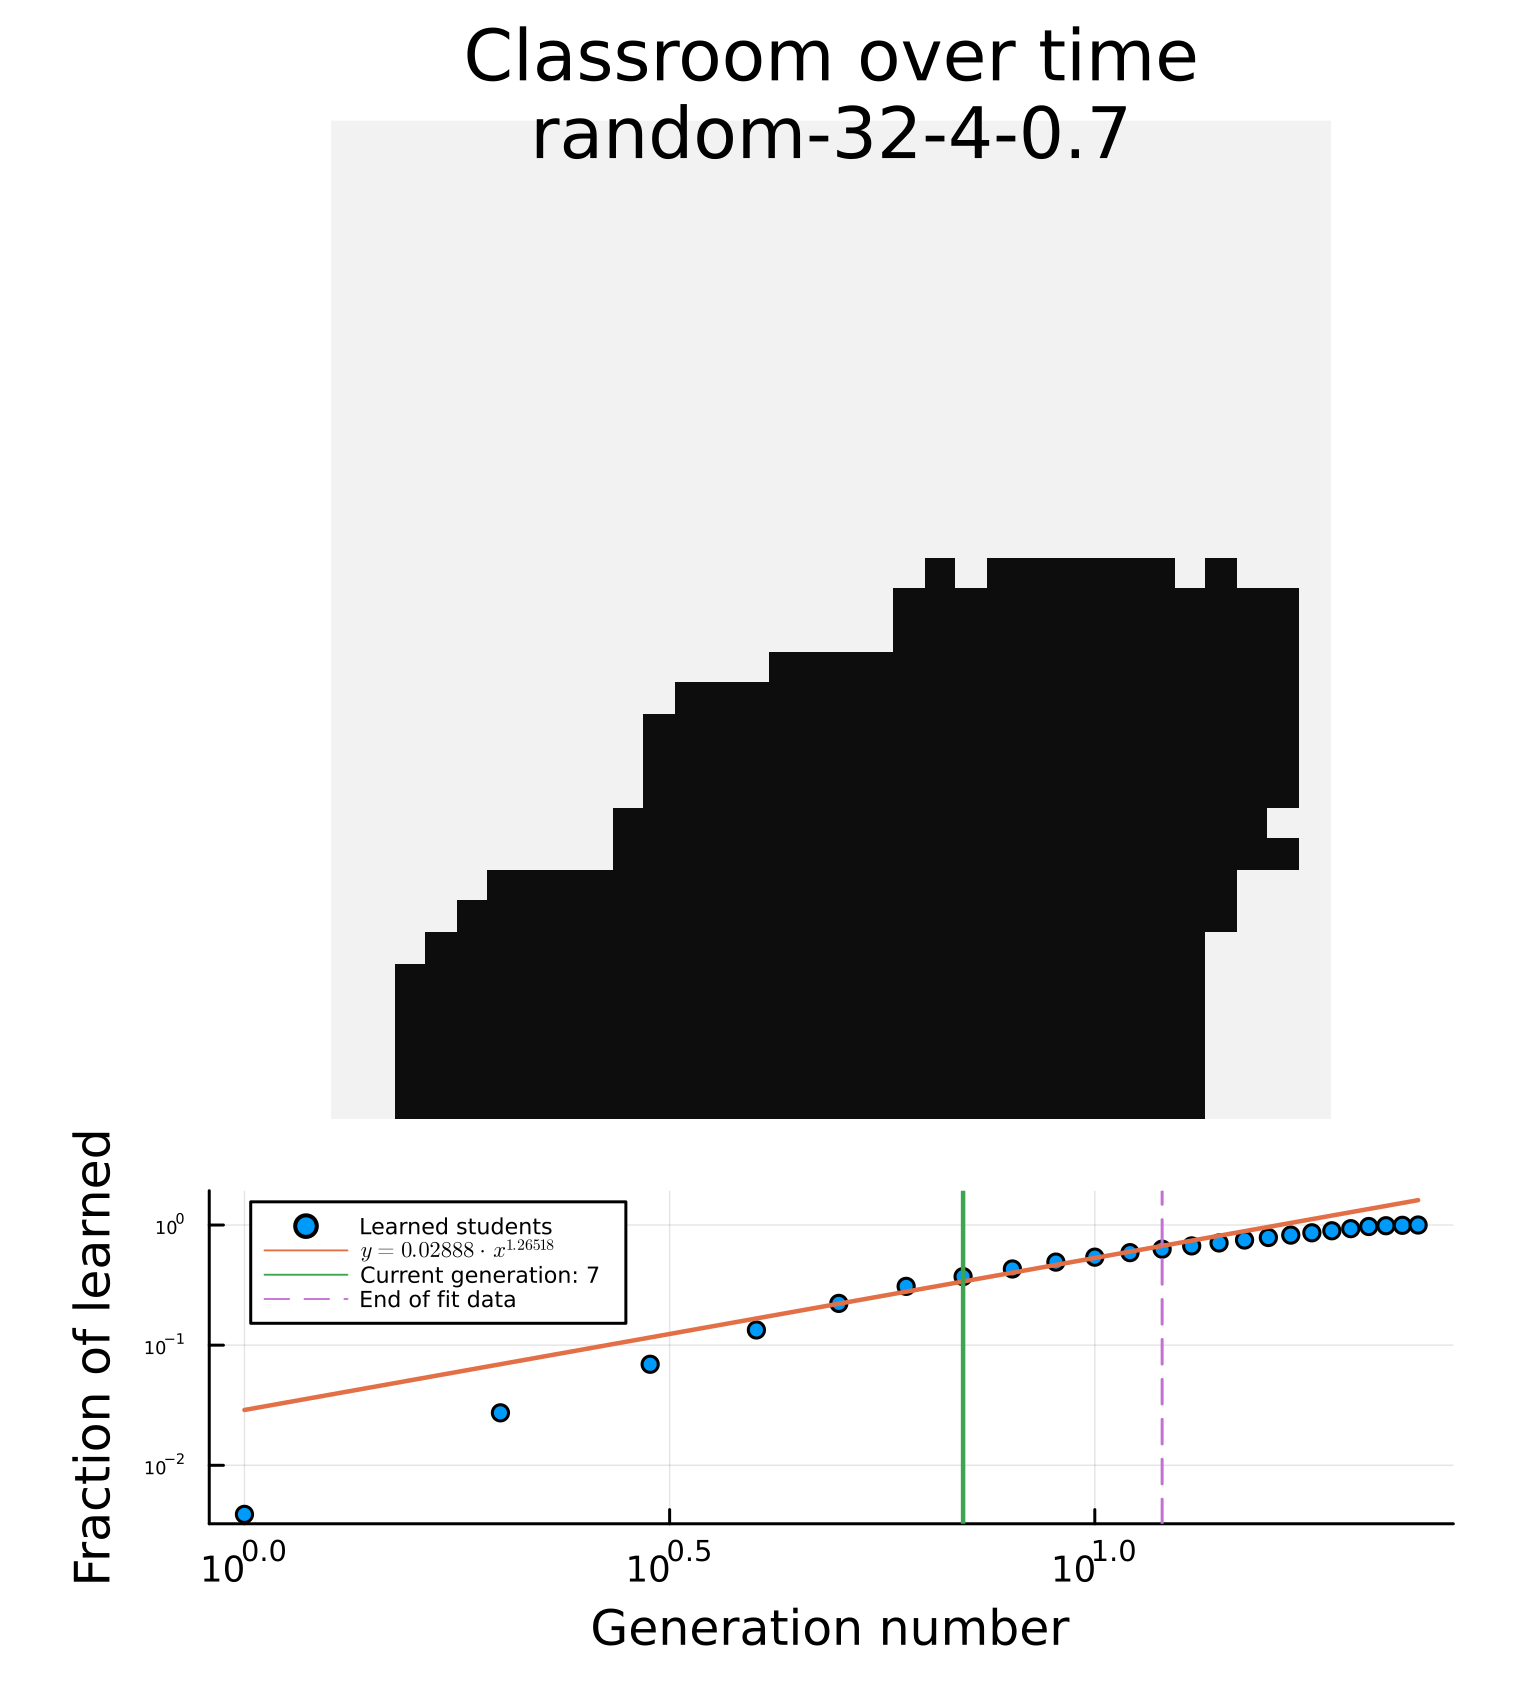 Classroom over time
random-32-4-0.7
Fraction of learned
10^0
10^−1
10^−2
Learned students
y = 0.02888 · x^1.26518
Current generation: 7
End of fit data
10^0.0
10^0.5
10^1.0
Generation number